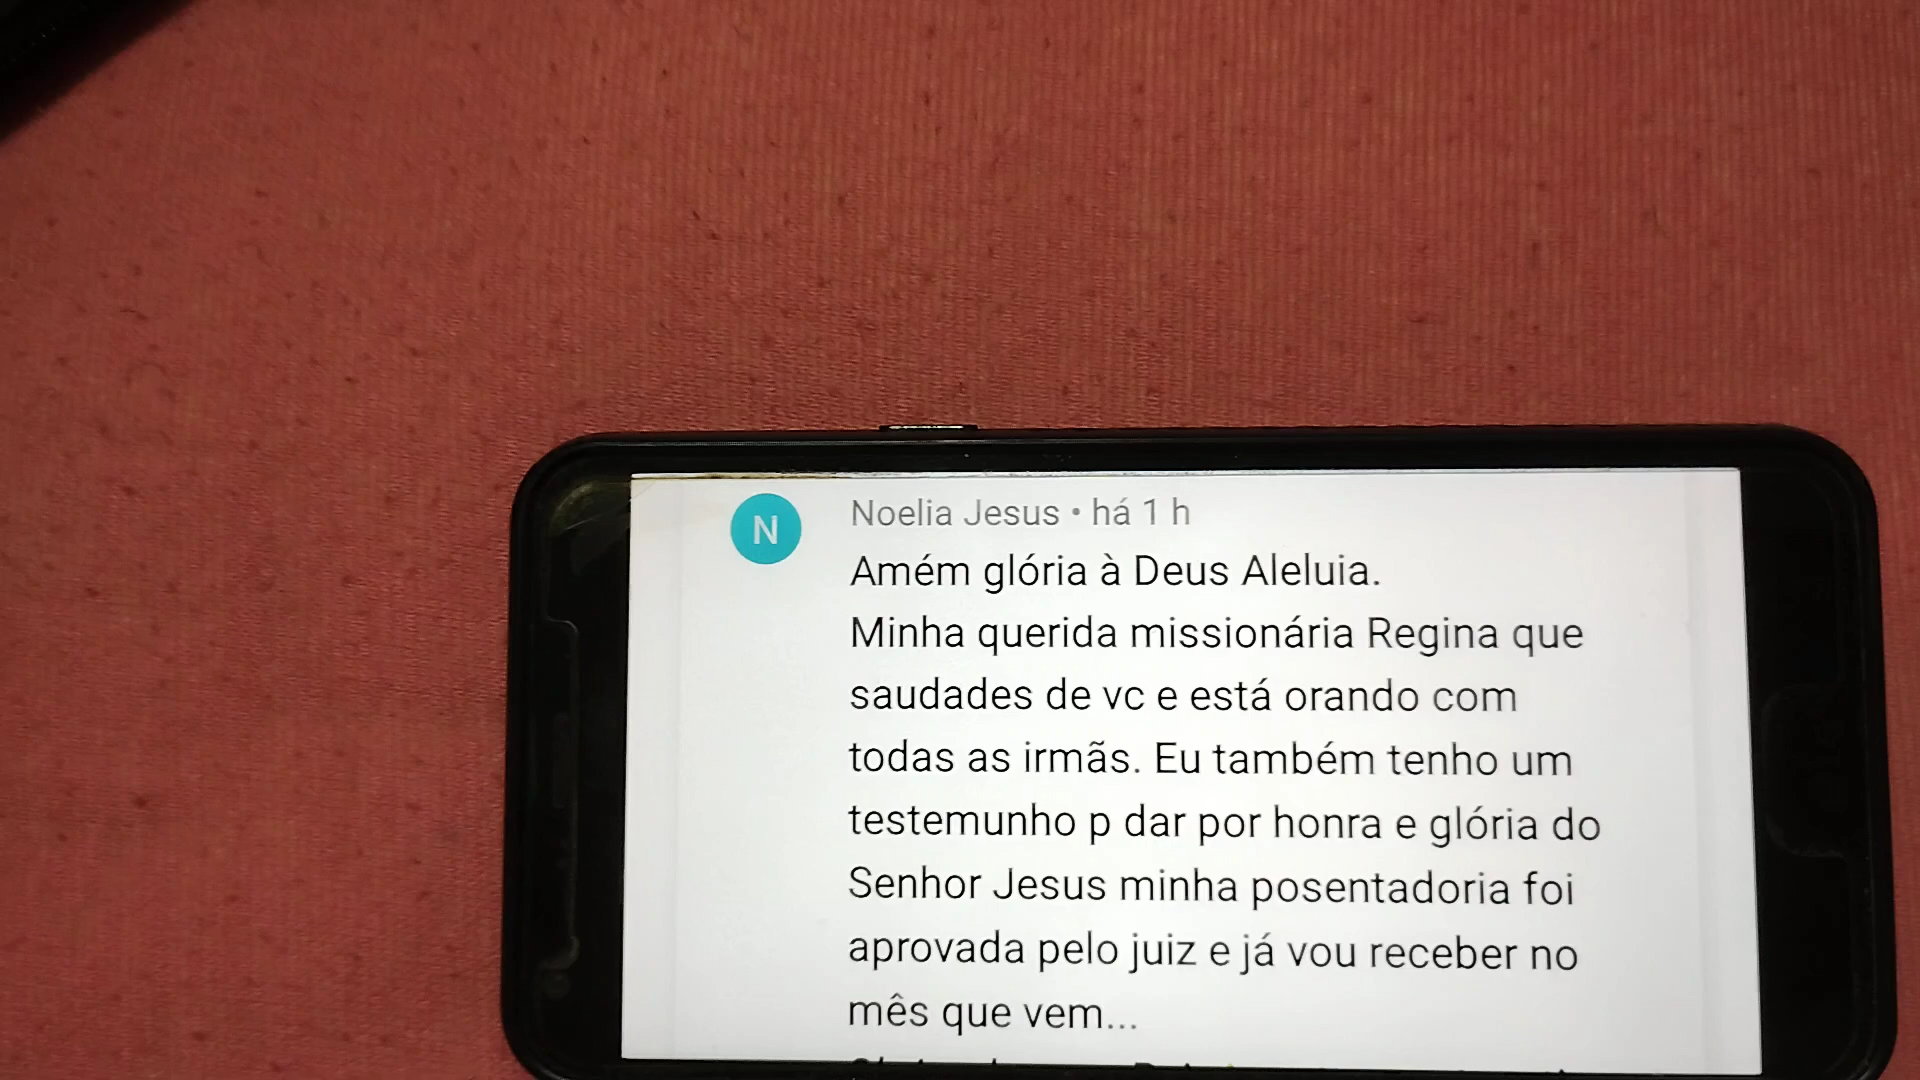 N
Noelia Jesus • há 1 h
Amém glória à Deus Aleluia.
Minha querida missionária Regina que
saudades de vc e está orando com
todas as irmãs. Eu também tenho um
testemunho p dar por honra e glória do
Senhor Jesus minha posentadoria foi
aprovada pelo juiz e já vou receber no
mês que vem...